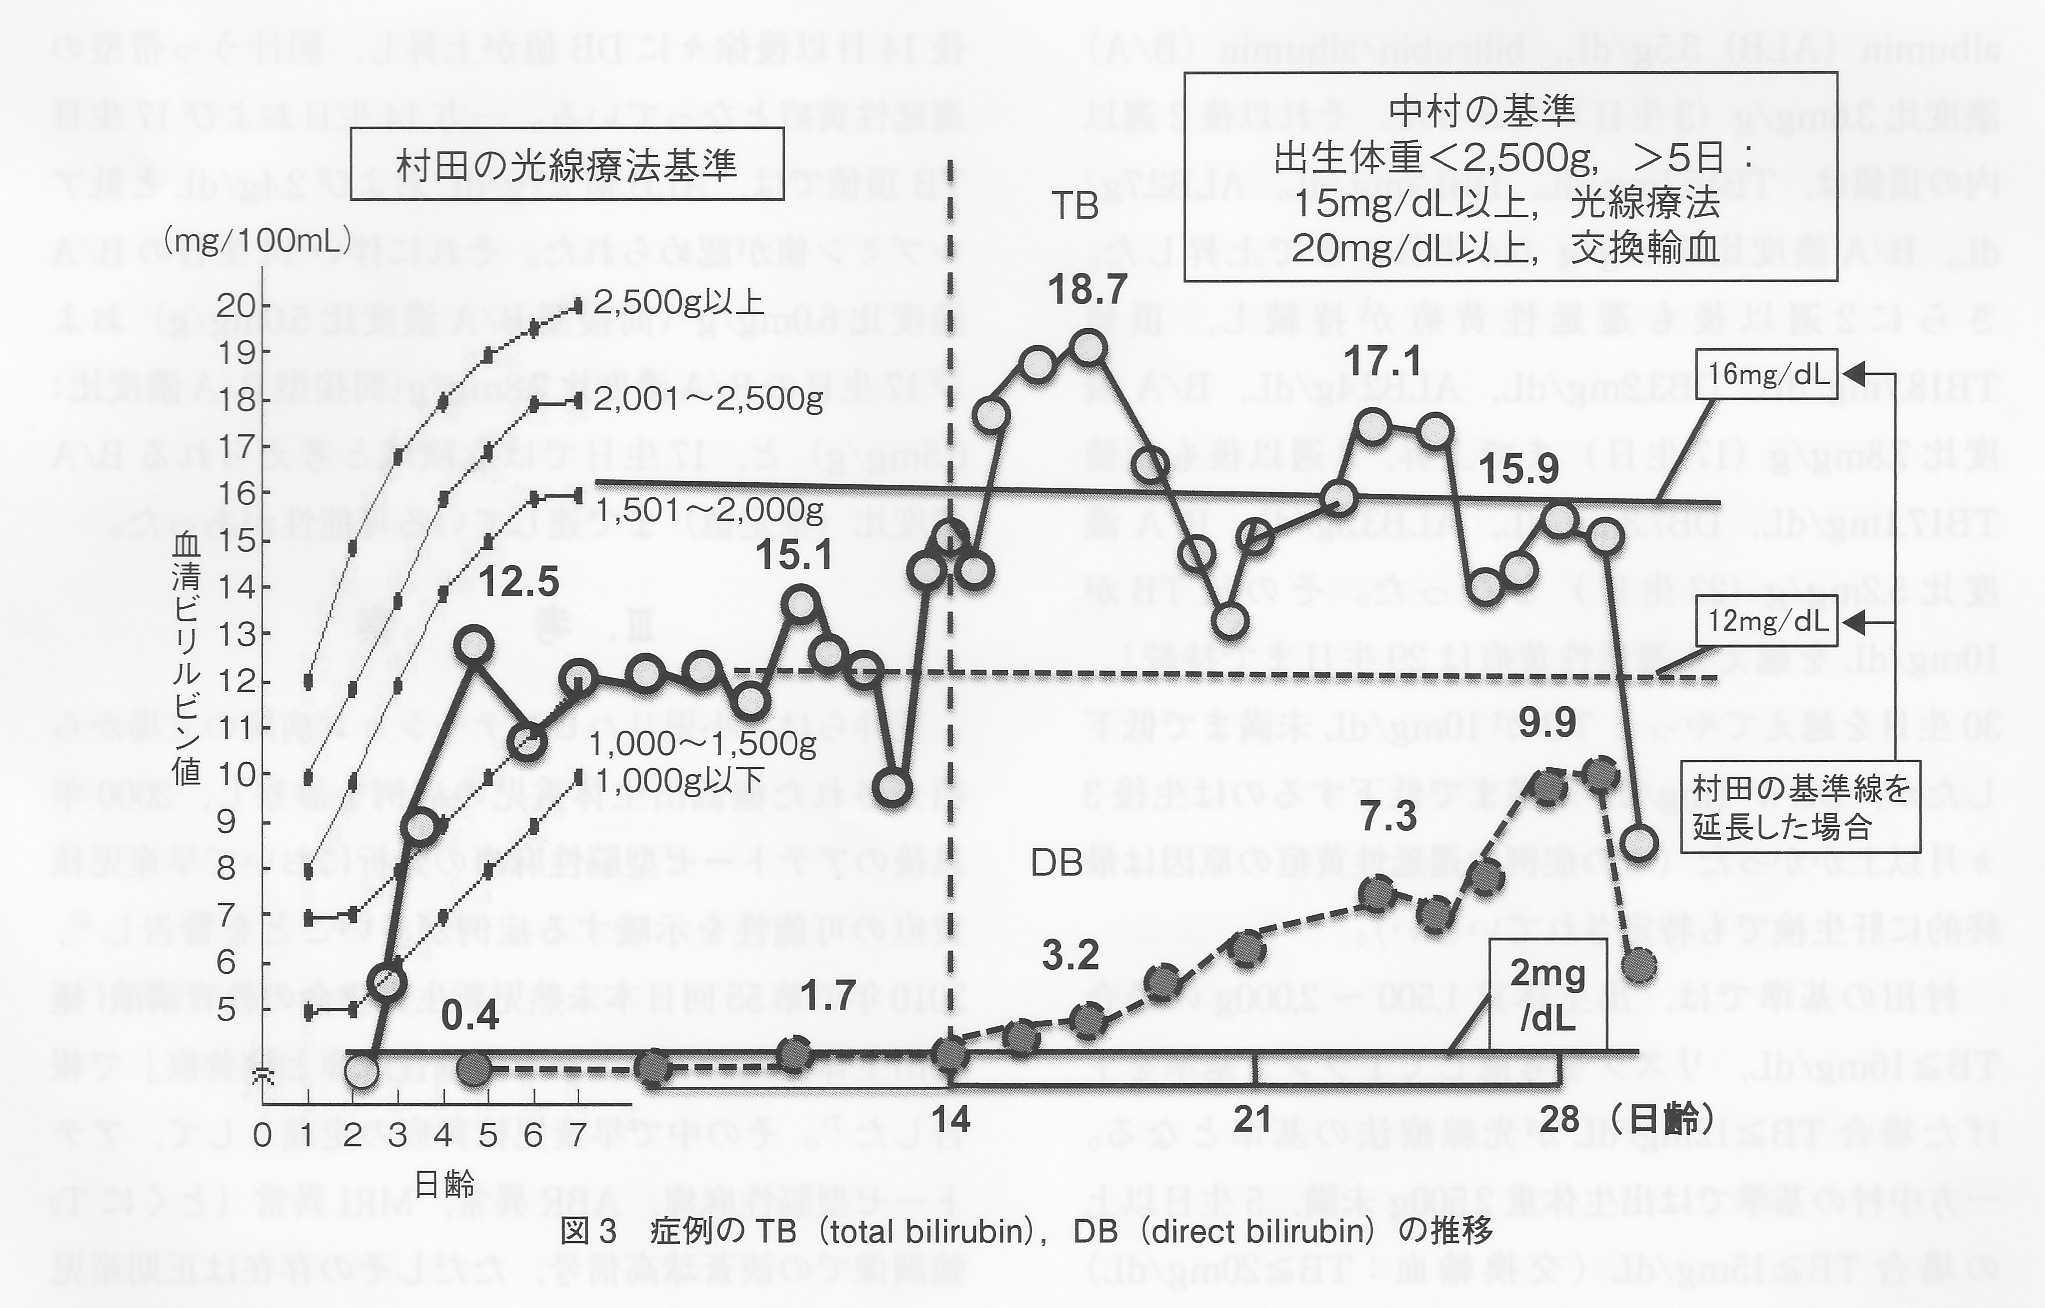 村田の光線療法基準
中村の基準
出生体重＜2,500g，＞5日：
15mg/dL以上，光線療法
20mg/dL以上，交換輸血
(mg/100mL)
血清ビリルビン値
20
19
18
17
16
15
14
13
12
11
10
9
8
7
6
5
2,500g以上
2,001～2,500g
1,501～2,000g
1,000～1,500g
1,000g以下
TB
18.7
17.1
15.9
15.1
12.5
16mg/dL
12mg/dL
村田の基準線を
延長した場合
DB
9.9
7.3
3.2
1.7
0.4
2mg
/dL
0 1 2 3 4 5 6 7
日齢
14 21 28（日齢）
図3　症例のTB（total bilirubin），DB（direct bilirubin）の推移